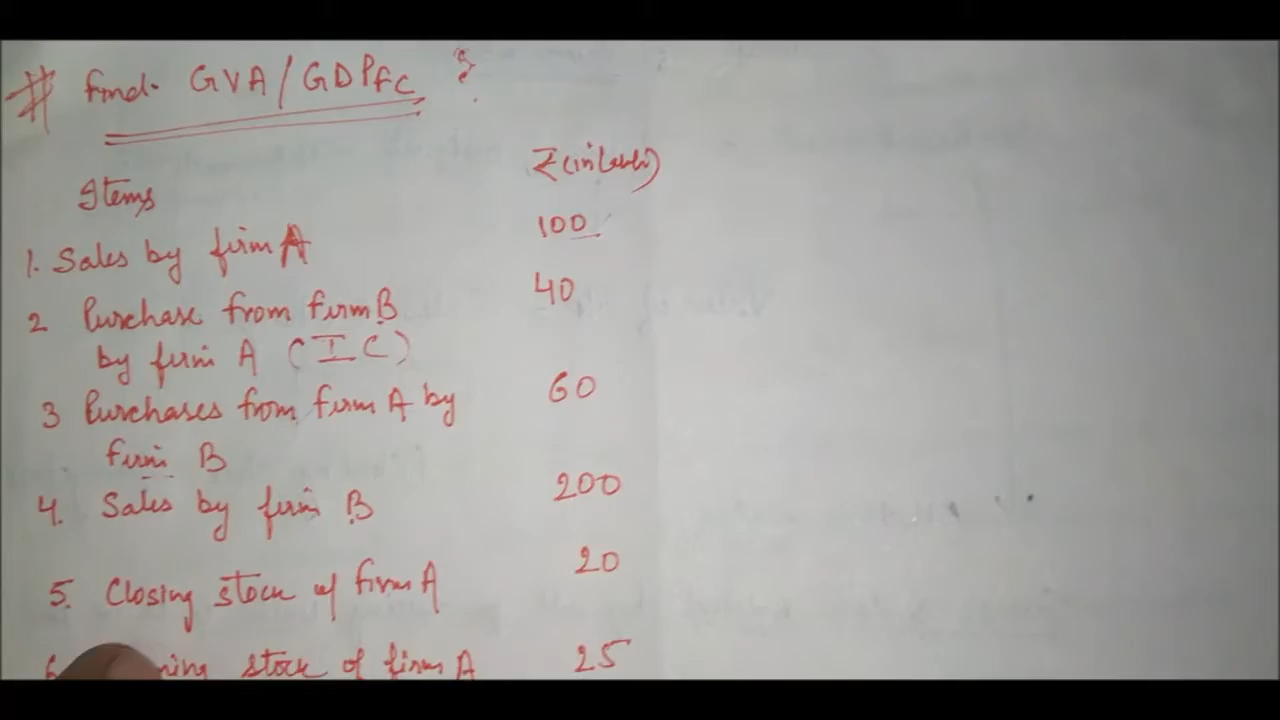 # Find. GVA/GDPFC ?
Items ₹(in lakh)
1. Sales by firm A 100
2 Purchase from firm B 40
by firm A (IC)
3 Purchases from firm A by 60
firm B
4. Sales by firm B 200
5. Closing stock of firm A 20
ning stock of firm A 25